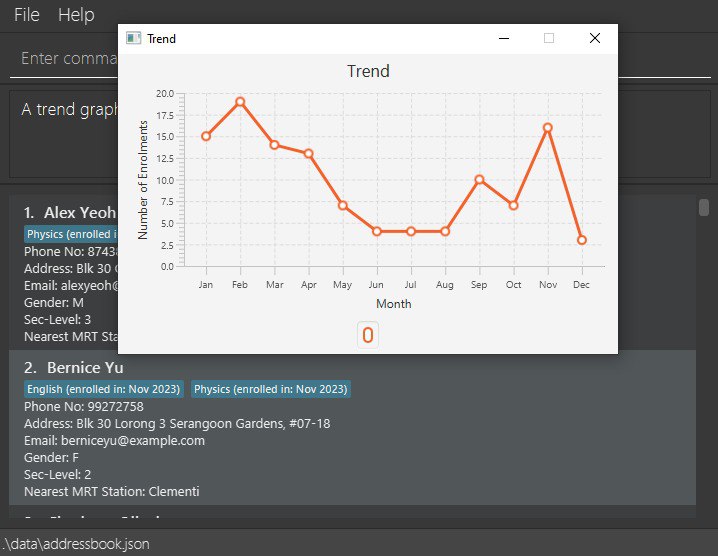 File Help
Trend
Enter comma
Trend
A trend graph
20.0
17.5
15.0
12.5
10.0
7.5
5.0
2.5
0.0
Number of Enrolments
Jan Feb Mar Apr May Jun Jul Aug Sep Oct Nov Dec
Month
1. Alex Yeoh
Physics (enrolled i
Phone No: 8743
Address: Blk 30
Email: alexyeoh@
Gender: M
Sec-Level: 3
Nearest MRT Sta
2. Bernice Yu
English (enrolled in: Nov 2023) Physics (enrolled in: Nov 2023)
Phone No: 99272758
Address: Blk 30 Lorong 3 Serangoon Gardens, #07-18
Email: berniceyu@example.com
Gender: F
Sec-Level: 2
Nearest MRT Station: Clementi
.\data\addressbook.json